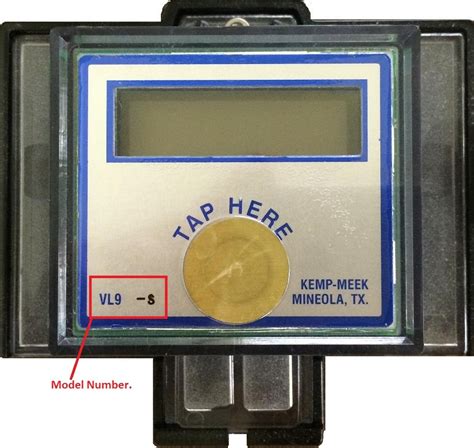 TAP HERE
VL9 -S
KEMP-MEEK
MINEOLA, TX.
Model Number.